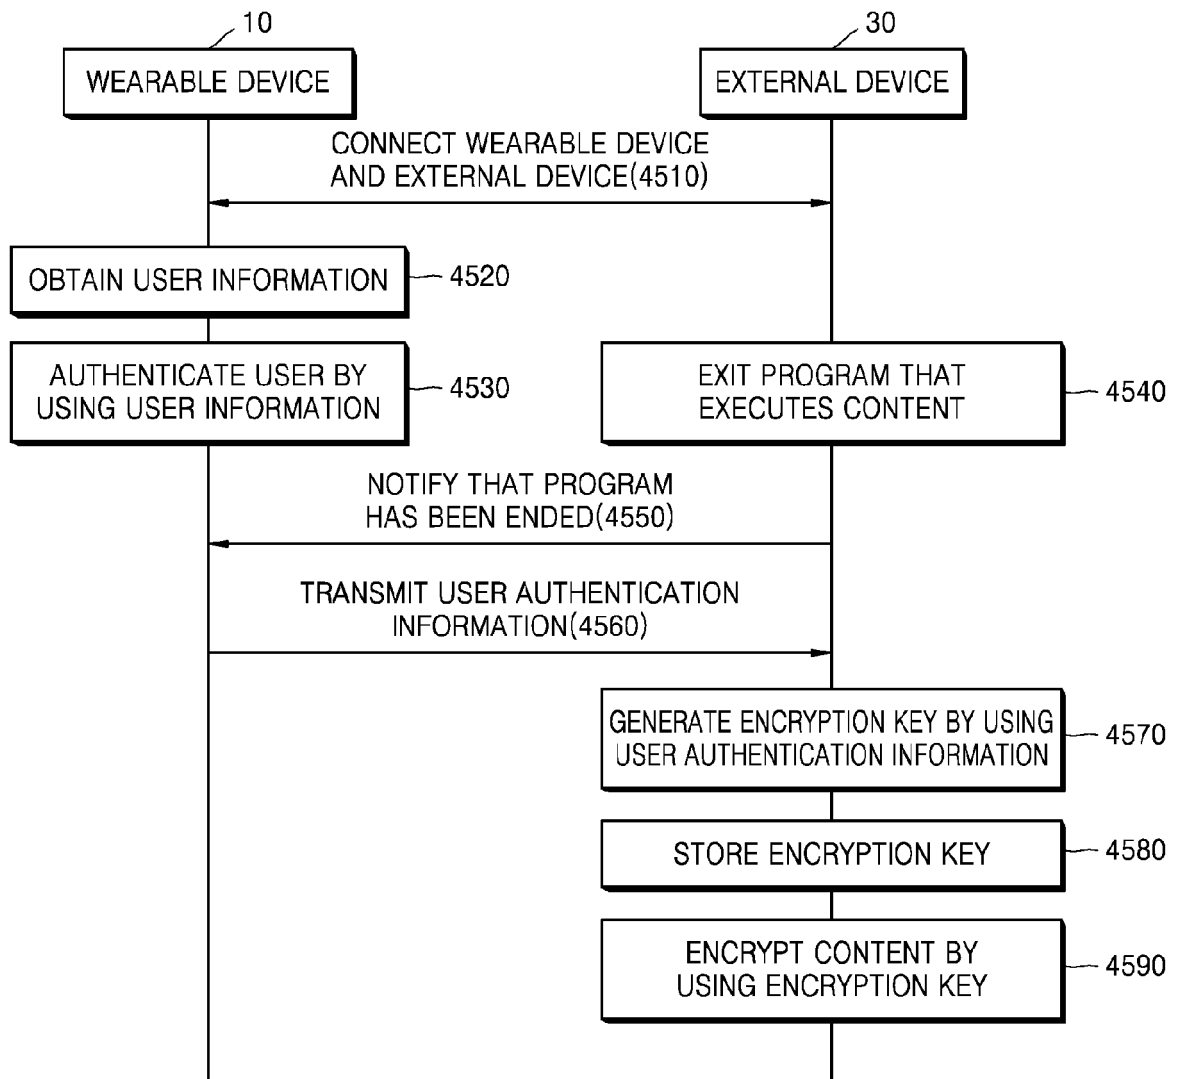 10
30
WEARABLE DEVICE
EXTERNAL DEVICE
CONNECT WEARABLE DEVICE
AND EXTERNAL DEVICE(4510)
OBTAIN USER INFORMATION
4520
AUTHENTICATE USER BY
USING USER INFORMATION
4530
EXIT PROGRAM THAT
EXECUTES CONTENT
4540
NOTIFY THAT PROGRAM
HAS BEEN ENDED(4550)
TRANSMIT USER AUTHENTICATION
INFORMATION(4560)
GENERATE ENCRYPTION KEY BY USING
USER AUTHENTICATION INFORMATION
4570
STORE ENCRYPTION KEY
4580
ENCRYPT CONTENT BY
USING ENCRYPTION KEY
4590